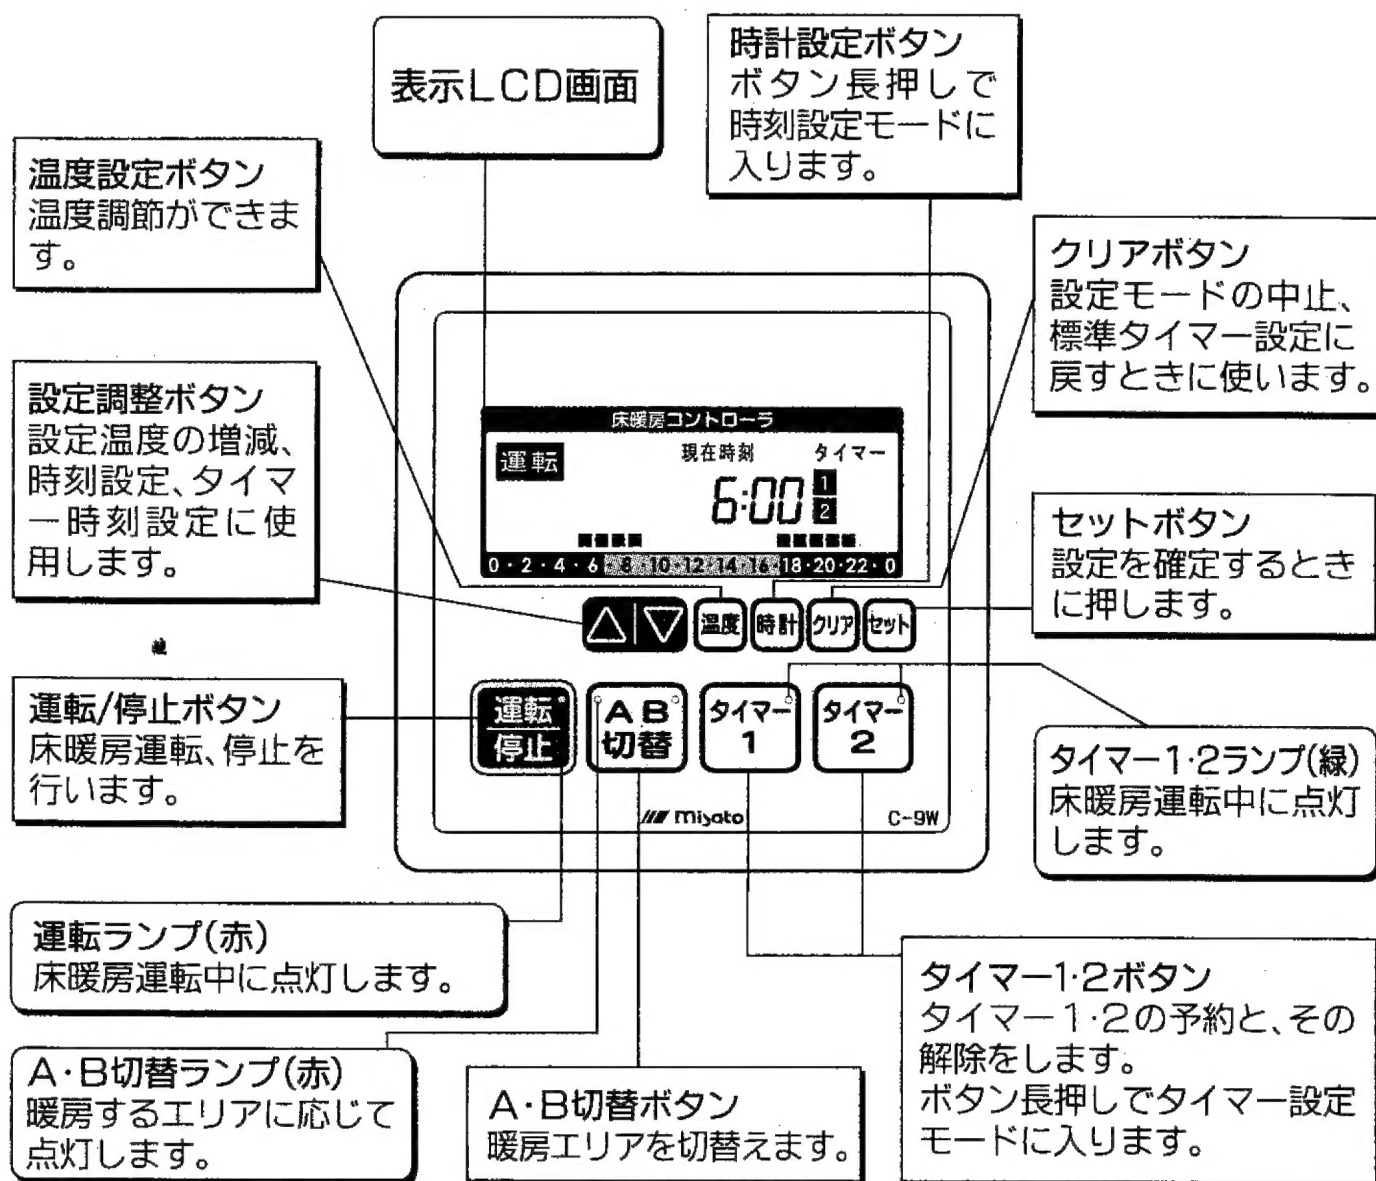 表示LCD画面
時計設定ボタン
ボタン長押しで
時刻設定モードに
入ります。
温度設定ボタン
温度調節ができま
す。
クリアボタン
設定モードの中止、
標準タイマー設定に
戻すときに使います。
設定調整ボタン
設定温度の増減、
時刻設定、タイマ
ー時刻設定に使
用します。
床暖房コントローラ
運転
現在時刻 タイマー
6:00
1
2
0・2・4・6・8・10・12・14・16・18・20・22・0
セットボタン
設定を確定するとき
に押します。
△ ▽ 温度 時計 クリア セット
運転/停止ボタン
床暖房運転、停止を
行います。
運転
停止
A B
切替
タイマー
1
タイマー
2
タイマー1・2ランプ(緑)
床暖房運転中に点灯
します。
Miyato
C-9W
運転ランプ(赤)
床暖房運転中に点灯します。
A・B切替ランプ(赤)
暖房するエリアに応じて
点灯します。
A・B切替ボタン
暖房エリアを切替えます。
タイマー1・2ボタン
タイマー1・2の予約と、その
解除をします。
ボタン長押しでタイマー設定
モードに入ります。